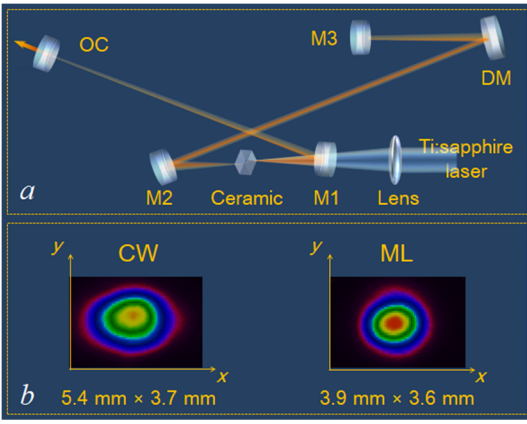 OC
M3
DM
Ti:sapphire
laser
M2
Ceramic
M1
Lens
a
y
CW
x
5.4 mm × 3.7 mm
y
ML
x
3.9 mm × 3.6 mm
b